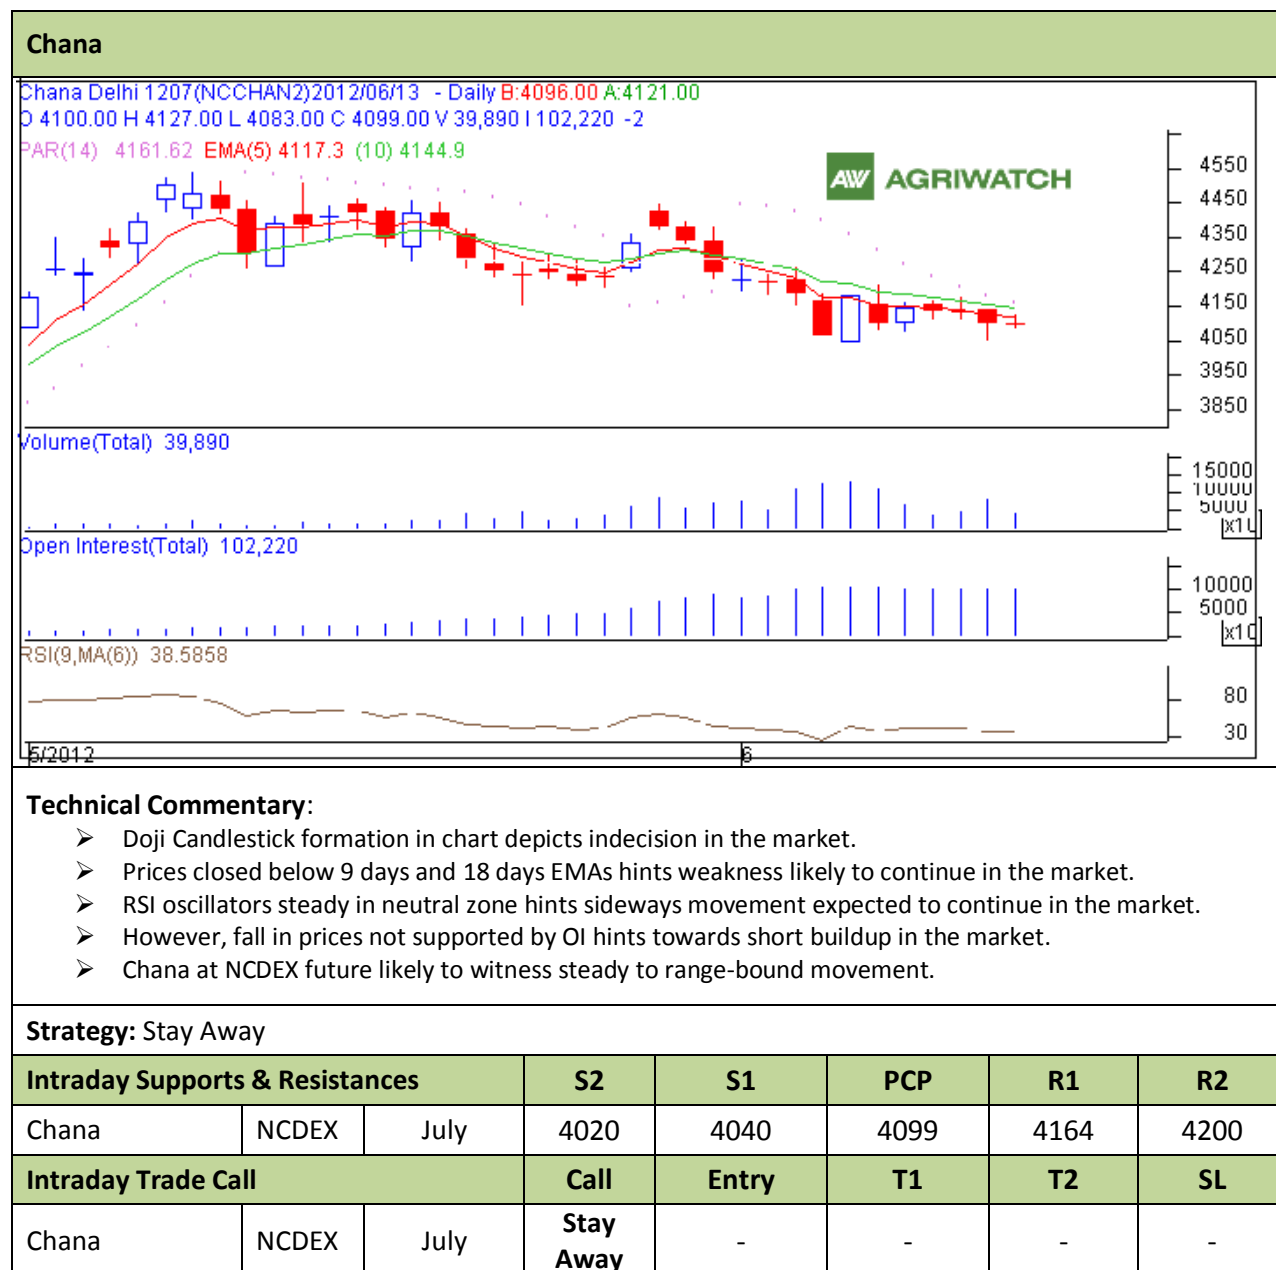 Chana
Chana Delhi 1207(NCCHAN2)2012/06/13 - Daily B:4096.00 A:4121.00
O 4100.00 H 4127.00 L 4083.00 C 4099.00 V 39,890 I 102,220 -2
PAR(14) 4161.62 EMA(5) 4117.3 (10) 4144.9
AW AGRIWATCH
4550
4450
4350
4250
4150
4050
3950
3850
Volume(Total) 39,890
15000
10000
5000
Open Interest(Total) 102,220
10000
5000
x10
RSI(9,MA(6)) 38.5858
80
30
5/2012 6
Technical Commentary:
➢ Doji Candlestick formation in chart depicts indecision in the market.
➢ Prices closed below 9 days and 18 days EMAs hints weakness likely to continue in the market.
➢ RSI oscillators steady in neutral zone hints sideways movement expected to continue in the market.
➢ However, fall in prices not supported by OI hints towards short buildup in the market.
➢ Chana at NCDEX future likely to witness steady to range-bound movement.
Strategy: Stay Away
Intraday Supports & Resistances S2 S1 PCP R1 R2
Chana NCDEX July 4020 4040 4099 4164 4200
Intraday Trade Call Call Entry T1 T2 SL
Chana NCDEX July Stay Away - - - -